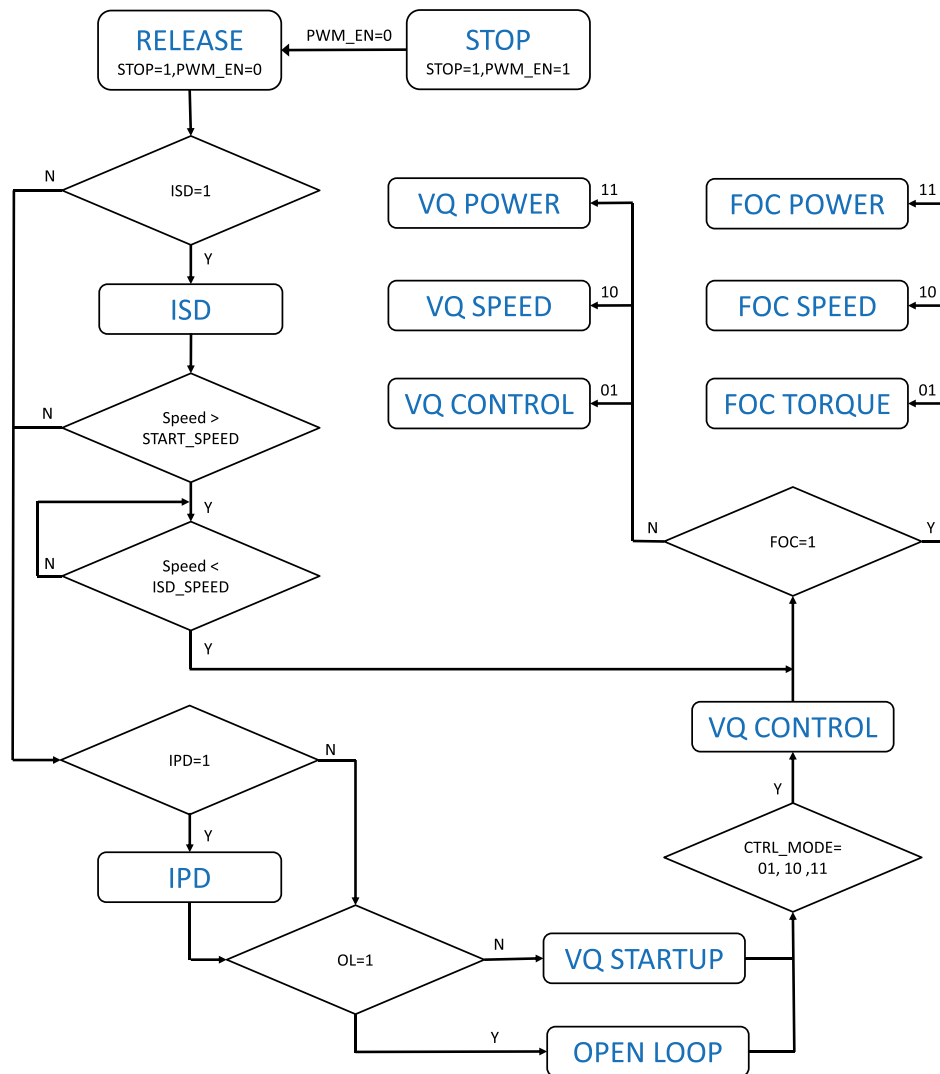 RELEASE
STOP=1,PWM_EN=0
PWM_EN=0
STOP
STOP=1,PWM_EN=1
N
ISD=1
Y
VQ POWER
11
FOC POWER
11
ISD
VQ SPEED
10
FOC SPEED
10
N
Speed >
START_SPEED
Y
VQ CONTROL
01
FOC TORQUE
01
N
Speed <
ISD_SPEED
Y
N
FOC=1
Y
VQ CONTROL
IPD=1
N
Y
IPD
Y
CTRL_MODE=
01, 10 ,11
OL=1
N
VQ STARTUP
Y
OPEN LOOP